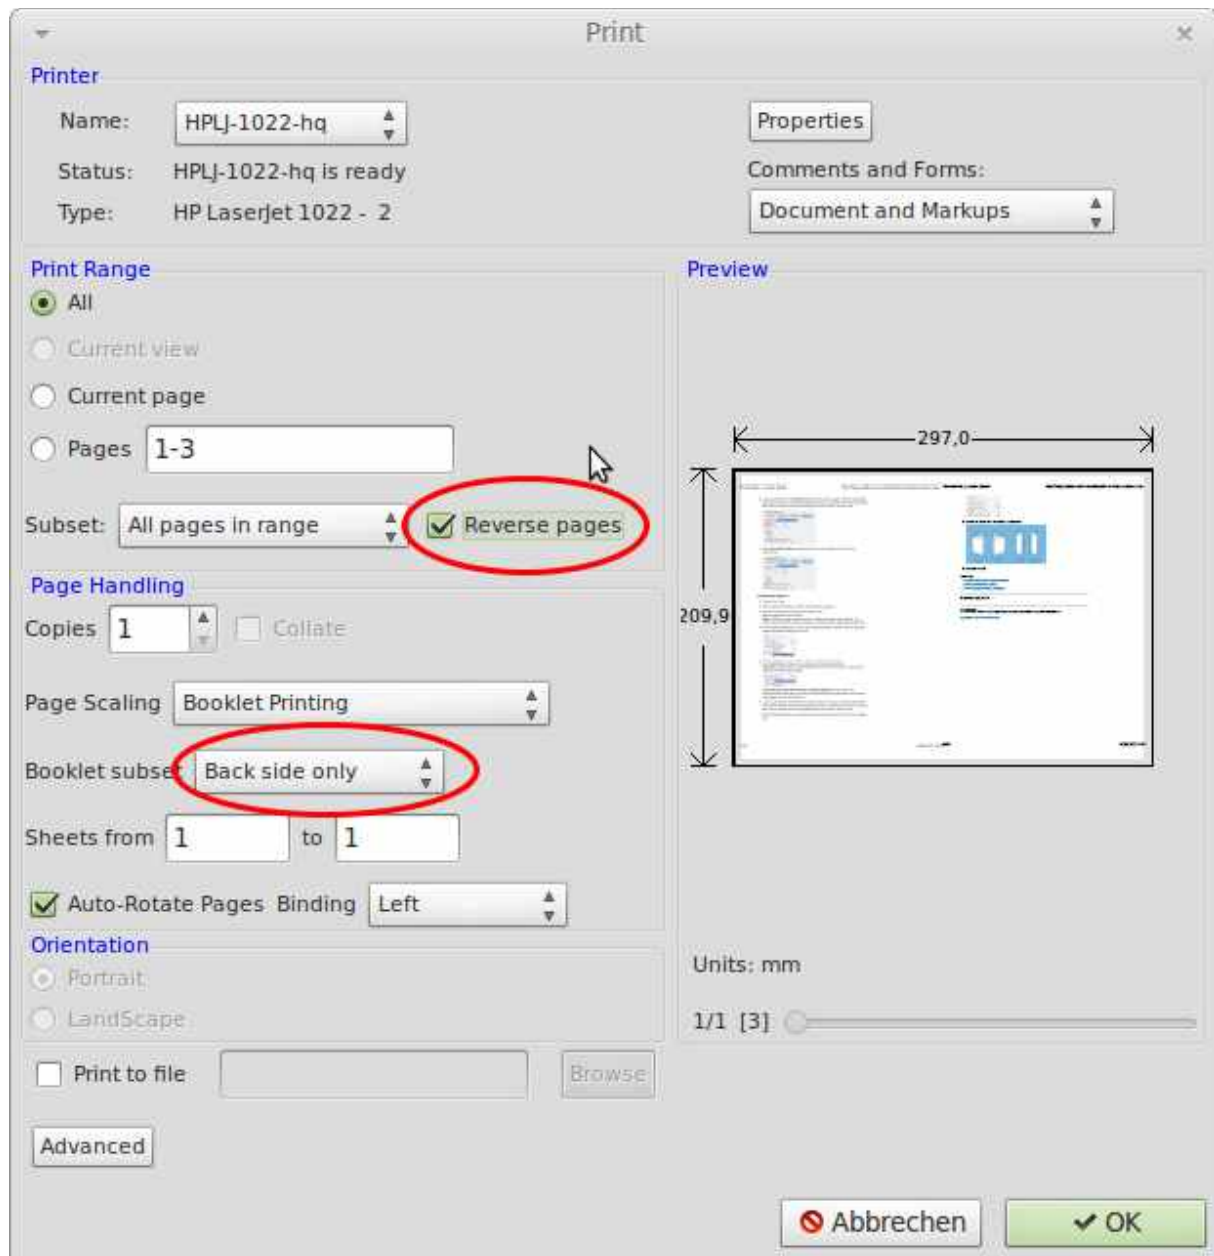 Print
Printer
Name: HPLJ-1022-hq Properties
Status: HPLJ-1022-hq is ready Comments and Forms:
Type: HP LaserJet 1022 - 2 Document and Markups
Print Range
All
Current view
Current page
Pages 1-3
Subset: All pages in range Reverse pages
Page Handling
Copies 1 Collate
Page Scaling Booklet Printing
Booklet subset Back side only
Sheets from 1 to 1
Auto-Rotate Pages Binding Left
Orientation
Portrait
LandScape
Print to file Browse
Advanced
Preview
297,0
209,9
Units: mm
1/1 [3]
Abbrechen OK